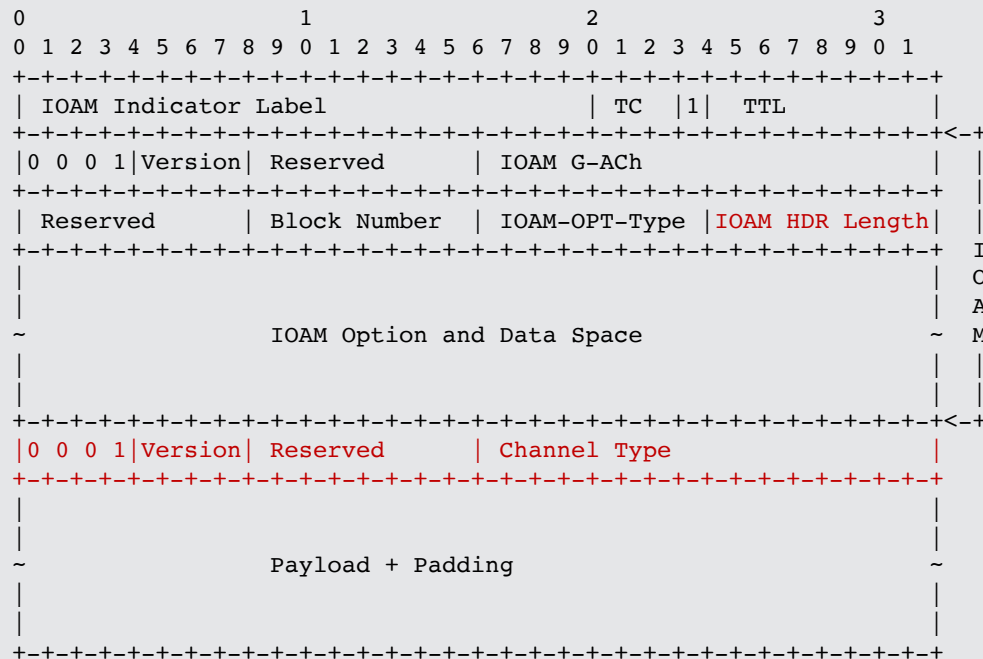 0                   1                   2                   3
0 1 2 3 4 5 6 7 8 9 0 1 2 3 4 5 6 7 8 9 0 1 2 3 4 5 6 7 8 9 0 1
+-+-+-+-+-+-+-+-+-+-+-+-+-+-+-+-+-+-+-+-+-+-+-+-+-+-+-+-+-+-+-+-+
| IOAM Indicator Label                  | TC  |1|  TTL          |
+-+-+-+-+-+-+-+-+-+-+-+-+-+-+-+-+-+-+-+-+-+-+-+-+-+-+-+-+-+-+-+-+<-+
|0 0 0 1|Version| Reserved      | IOAM G-ACh                    |  |
+-+-+-+-+-+-+-+-+-+-+-+-+-+-+-+-+-+-+-+-+-+-+-+-+-+-+-+-+-+-+-+-+  |
| Reserved      | Block Number  | IOAM-OPT-Type |IOAM HDR Length|  |
+-+-+-+-+-+-+-+-+-+-+-+-+-+-+-+-+-+-+-+-+-+-+-+-+-+-+-+-+-+-+-+-+  I
|                                                               |  O
|                                                               |  A
~                 IOAM Option and Data Space                    ~  M
|                                                               |  |
|                                                               |  |
+-+-+-+-+-+-+-+-+-+-+-+-+-+-+-+-+-+-+-+-+-+-+-+-+-+-+-+-+-+-+-+-+<-+
|0 0 0 1|Version| Reserved      | Channel Type                  |
+-+-+-+-+-+-+-+-+-+-+-+-+-+-+-+-+-+-+-+-+-+-+-+-+-+-+-+-+-+-+-+-+
|                                                               |
|                                                               |
~                 Payload + Padding                             ~
|                                                               |
|                                                               |
+-+-+-+-+-+-+-+-+-+-+-+-+-+-+-+-+-+-+-+-+-+-+-+-+-+-+-+-+-+-+-+-+